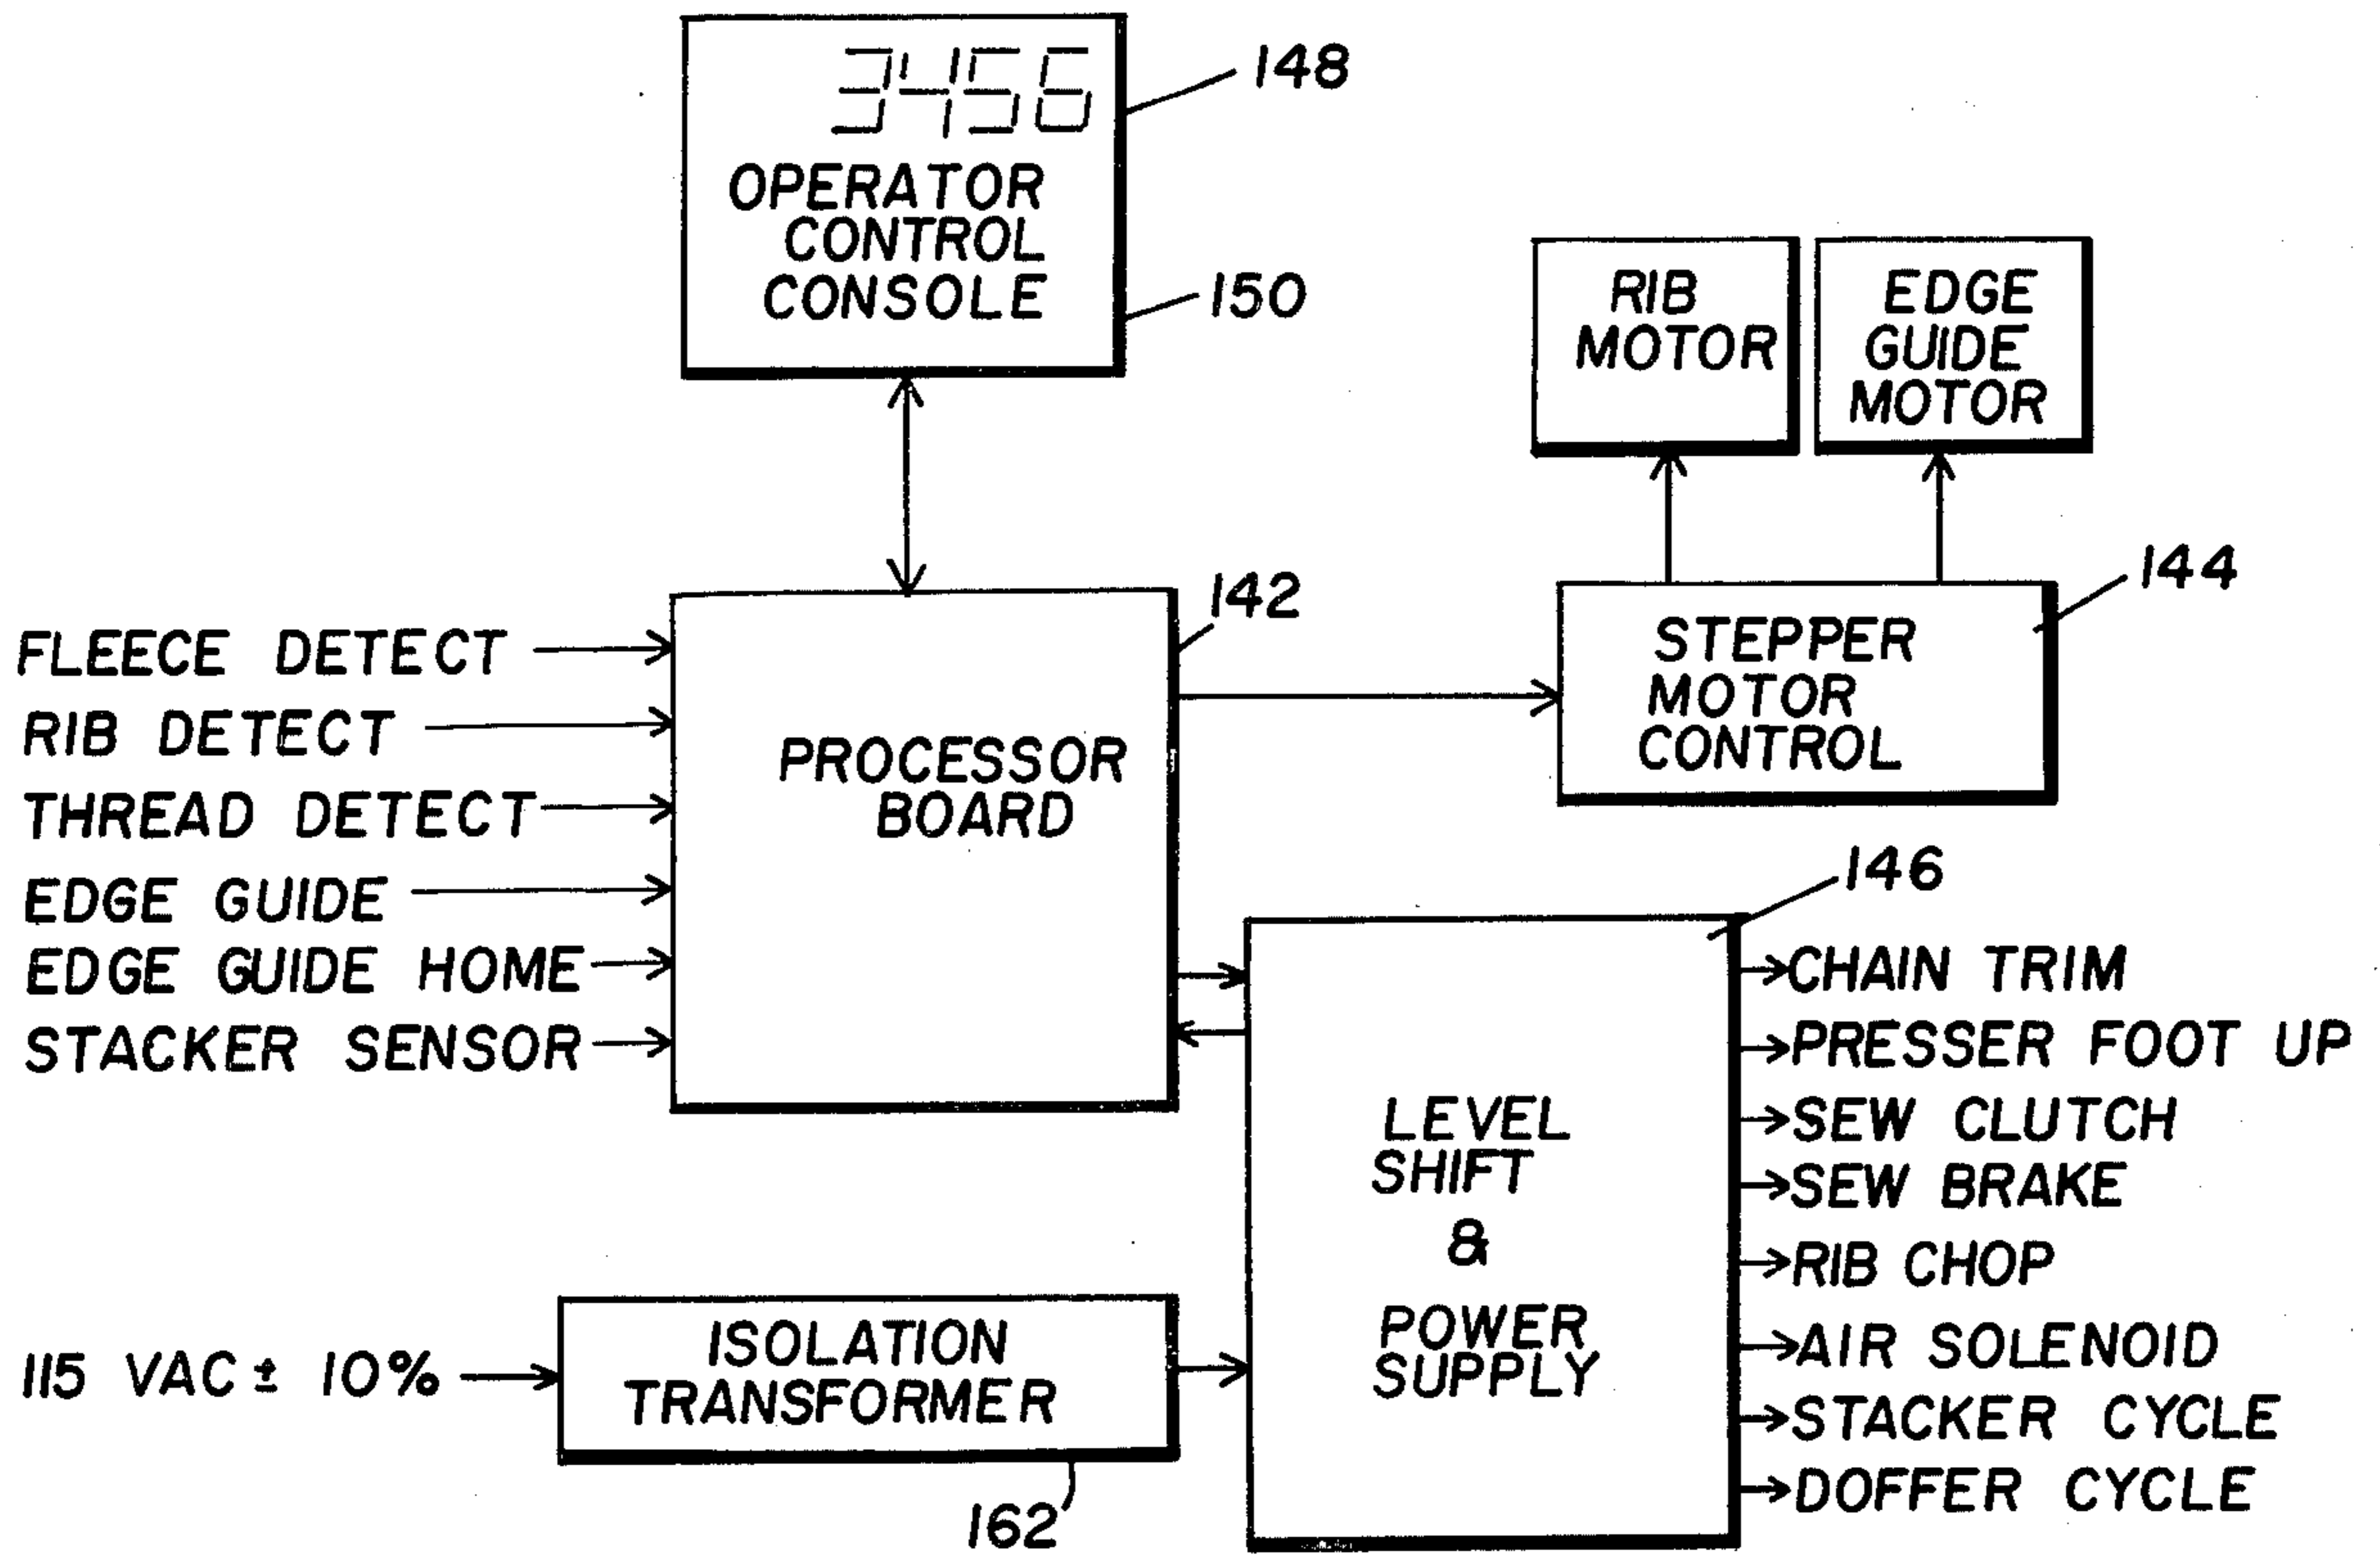 3456
OPERATOR
CONTROL
CONSOLE
148
150
RIB
MOTOR
EDGE
GUIDE
MOTOR
142
144
FLEECE DETECT
RIB DETECT
THREAD DETECT
EDGE GUIDE
EDGE GUIDE HOME
STACKER SENSOR
PROCESSOR
BOARD
STEPPER
MOTOR
CONTROL
146
LEVEL
SHIFT
&
POWER
SUPPLY
CHAIN TRIM
PRESSER FOOT UP
SEW CLUTCH
SEW BRAKE
RIB CHOP
AIR SOLENOID
STACKER CYCLE
DOFFER CYCLE
115 VAC ± 10%
ISOLATION
TRANSFORMER
162